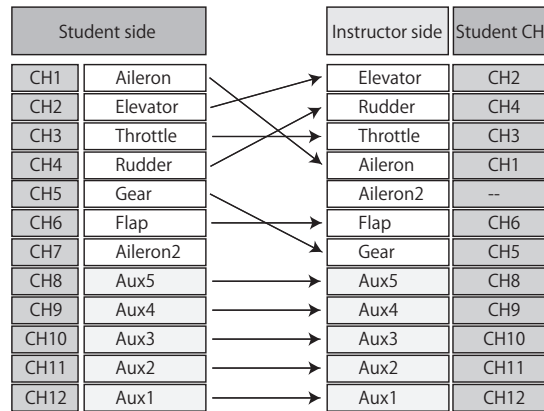 Student side Instructor side Student CH
CH1 Aileron Elevator CH2
CH2 Elevator Rudder CH4
CH3 Throttle Throttle CH3
CH4 Rudder Aileron CH1
CH5 Gear Aileron2 --
CH6 Flap Flap CH6
CH7 Aileron2 Gear CH5
CH8 Aux5 Aux5 CH8
CH9 Aux4 Aux4 CH9
CH10 Aux3 Aux3 CH10
CH11 Aux2 Aux2 CH11
CH12 Aux1 Aux1 CH12